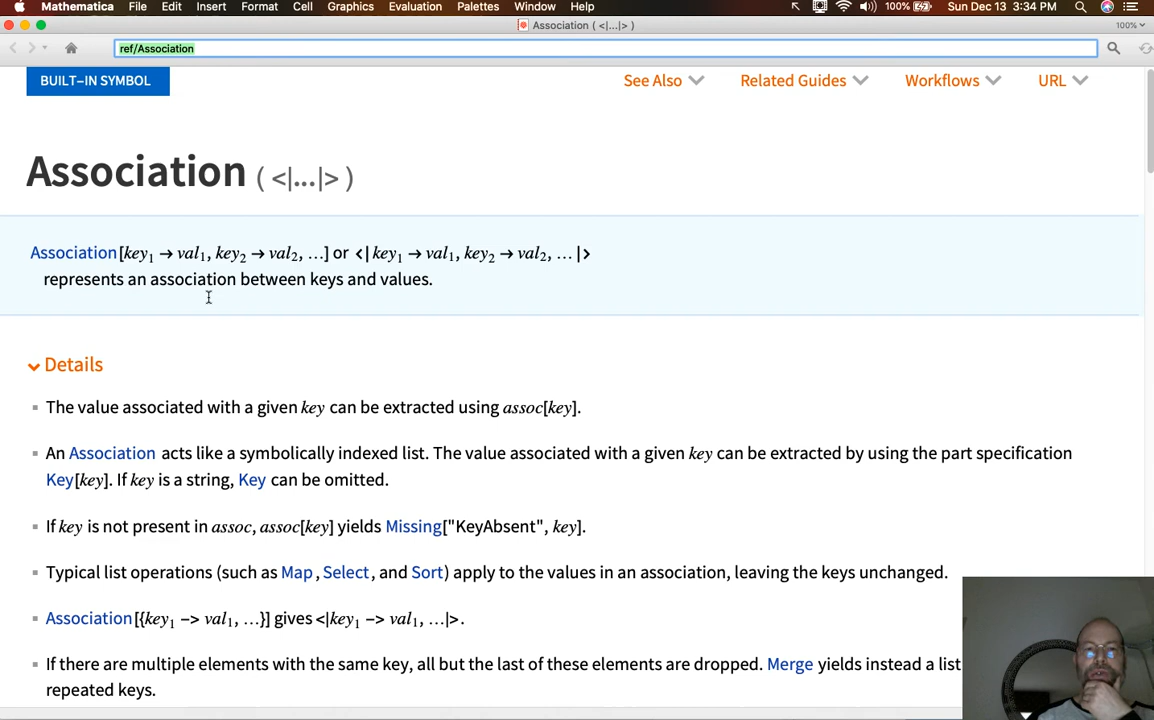 Mathematica File Edit Insert Format Cell Graphics Evaluation Palettes Window Help 100% Sun Dec 13 3:34 PM
Association ( <|...|> ) 100%
ref/Association
BUILT-IN SYMBOL See Also Related Guides Workflows URL
Association ( <|...|> )
Association[key₁ → val₁, key₂ → val₂, …] or <| key₁ → val₁, key₂ → val₂, … |>
represents an association between keys and values.
Details
▪ The value associated with a given key can be extracted using assoc[key].
▪ An Association acts like a symbolically indexed list. The value associated with a given key can be extracted by using the part specification
Key[key]. If key is a string, Key can be omitted.
▪ If key is not present in assoc, assoc[key] yields Missing["KeyAbsent", key].
▪ Typical list operations (such as Map, Select, and Sort) apply to the values in an association, leaving the keys unchanged.
▪ Association[{key₁ -> val₁, …}] gives <|key₁ -> val₁, …|>.
▪ If there are multiple elements with the same key, all but the last of these elements are dropped. Merge yields instead a list
repeated keys.